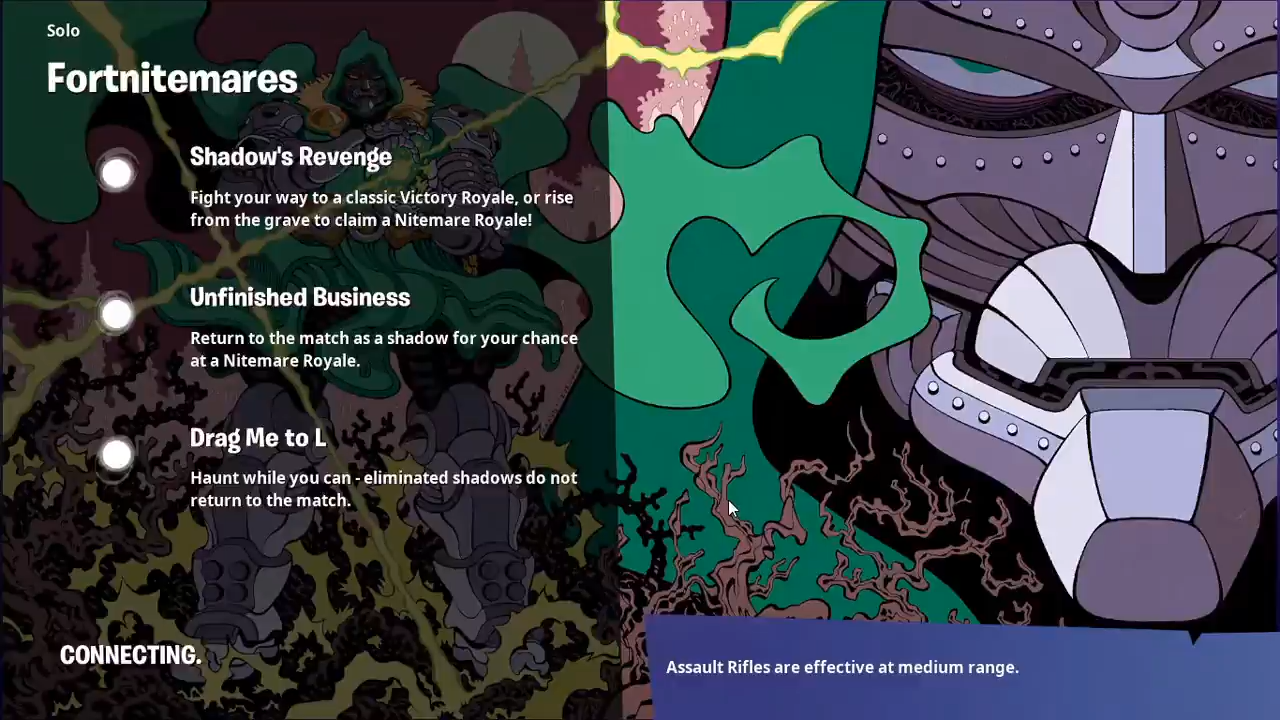 Solo
Fortnitemares
Shadow's Revenge
Fight your way to a classic Victory Royale, or rise
from the grave to claim a Nitemare Royale!
Unfinished Business
Return to the match as a shadow for your chance
at a Nitemare Royale.
Drag Me to L
Haunt while you can - eliminated shadows do not
return to the match.
CONNECTING.
Assault Rifles are effective at medium range.